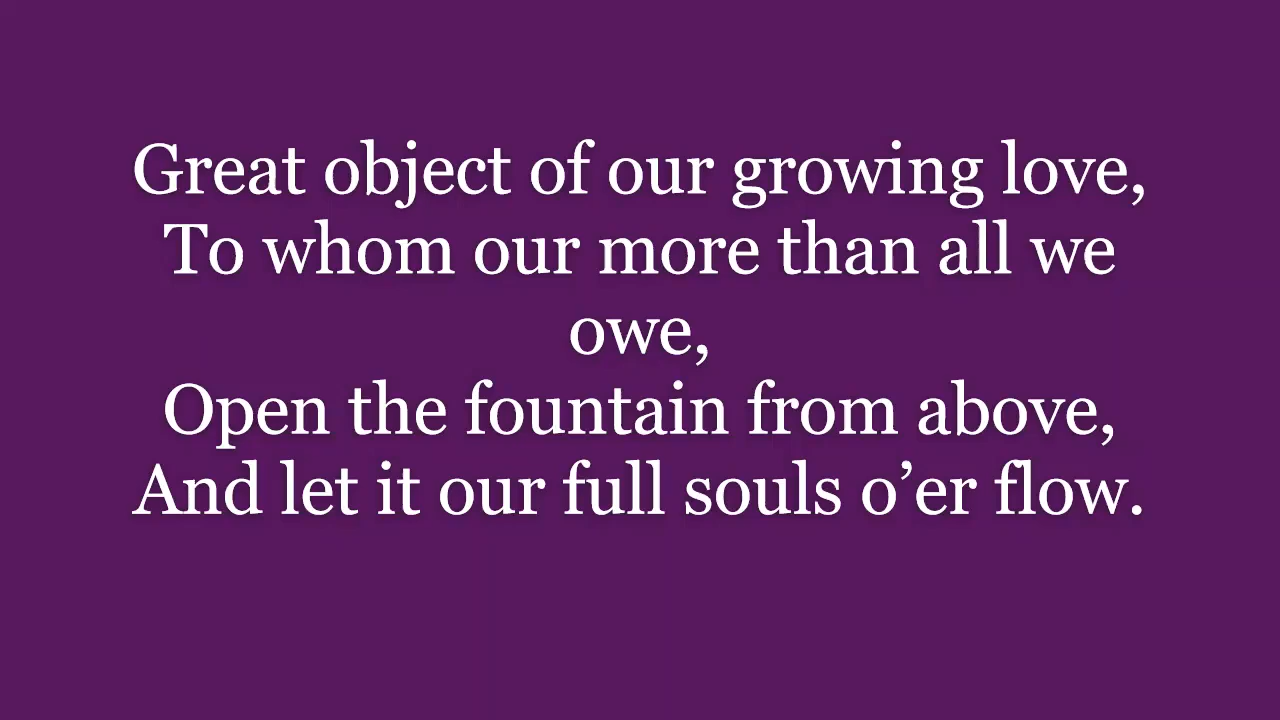 Great object of our growing love,
To whom our more than all we
owe,
Open the fountain from above,
And let it our full souls o’er flow.